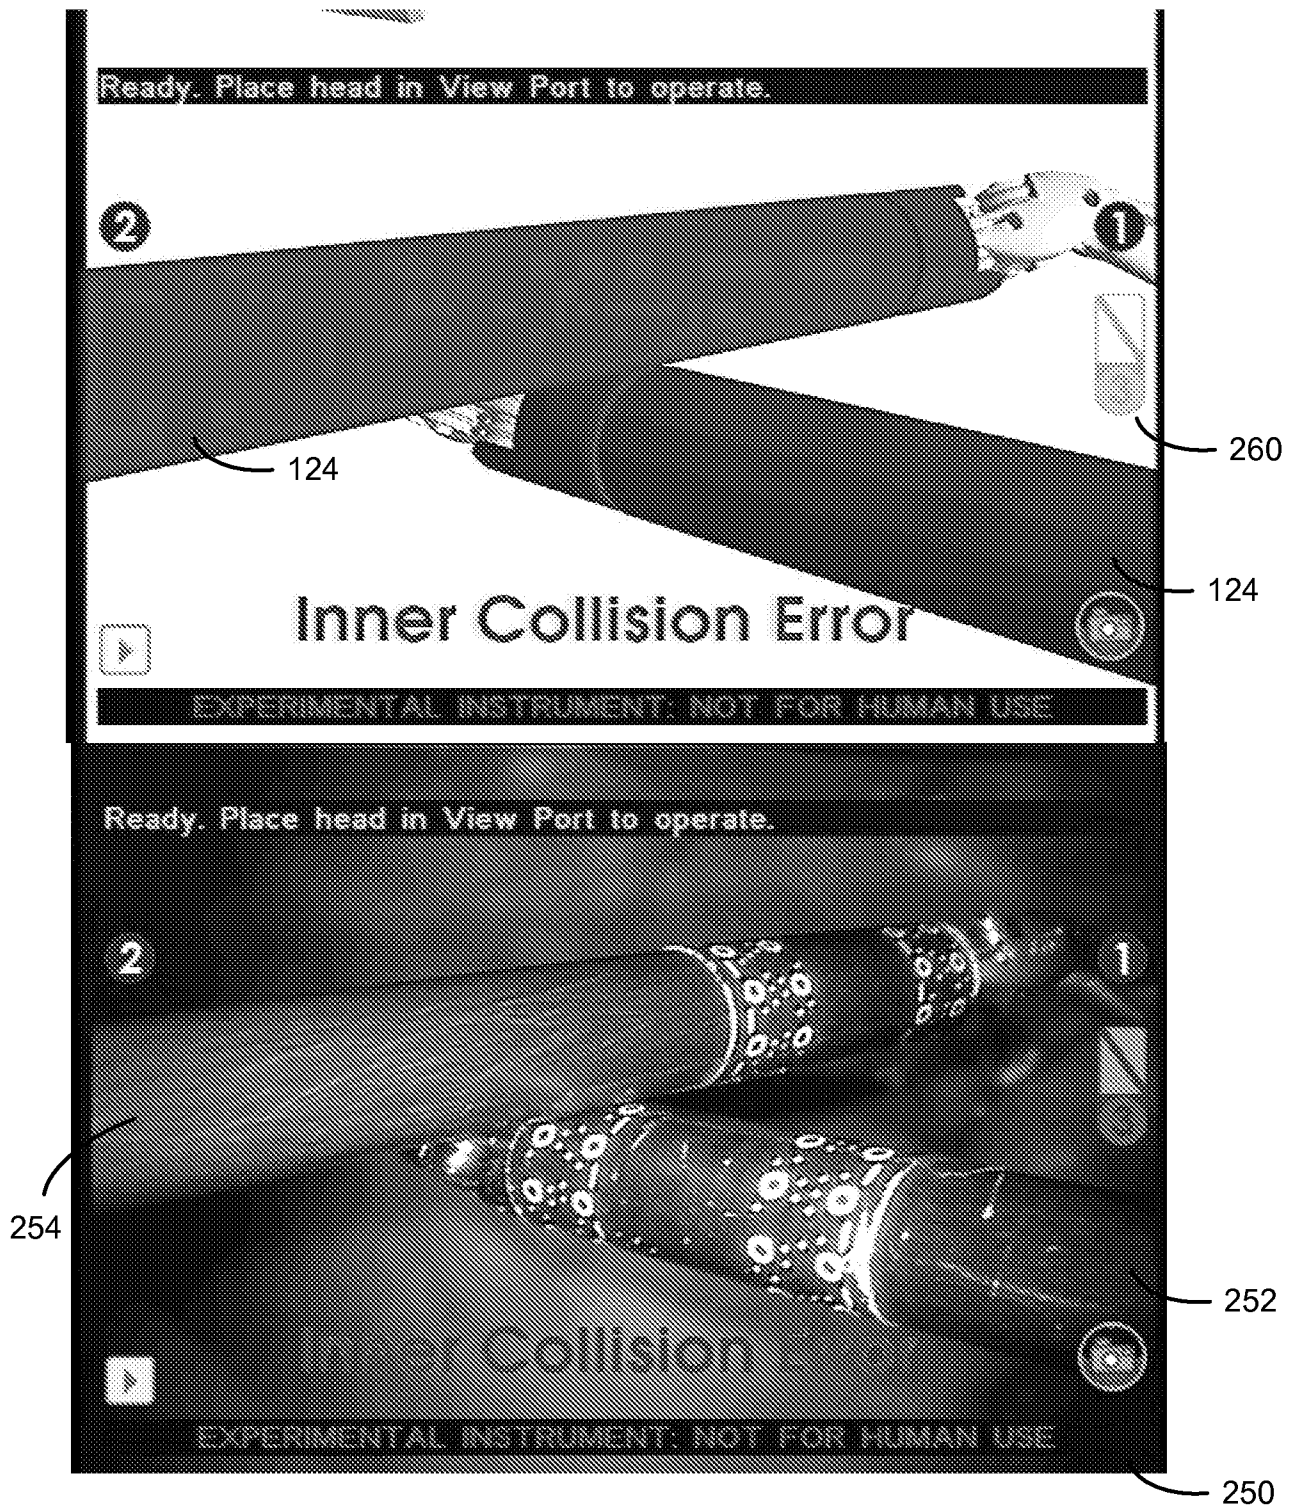 Ready. Place head in View Port to operate.
2
1
260
124
124
Inner Collision Error
EXPERIMENTAL INSTRUMENT: NOT FOR HUMAN USE
Ready. Place head in View Port to operate.
2
1
254
252
Inner Collision
EXPERIMENTAL INSTRUMENT: NOT FOR HUMAN USE
250